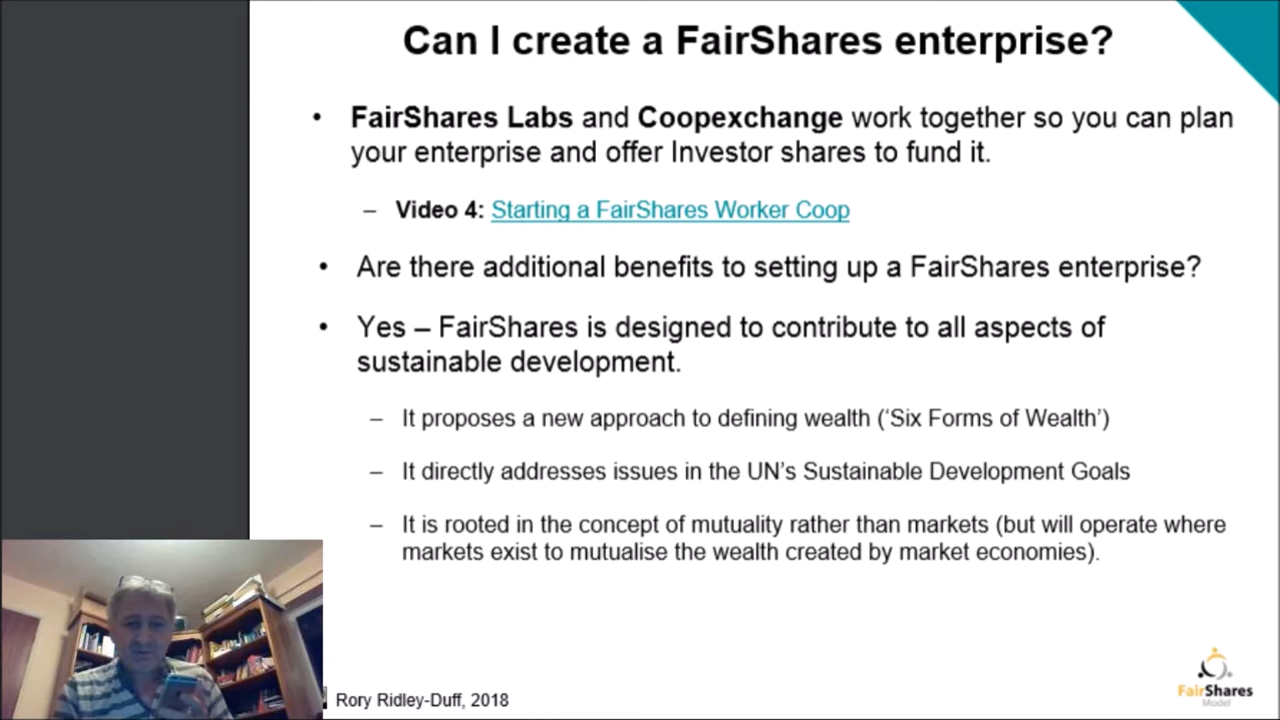 Can I create a FairShares enterprise?
• FairShares Labs and Coopexchange work together so you can plan
your enterprise and offer Investor shares to fund it.
– Video 4: Starting a FairShares Worker Coop
• Are there additional benefits to setting up a FairShares enterprise?
• Yes – FairShares is designed to contribute to all aspects of
sustainable development.
– It proposes a new approach to defining wealth (‘Six Forms of Wealth’)
– It directly addresses issues in the UN’s Sustainable Development Goals
– It is rooted in the concept of mutuality rather than markets (but will operate where
markets exist to mutualise the wealth created by market economies).
Rory Ridley-Duff, 2018
FairShares
Model